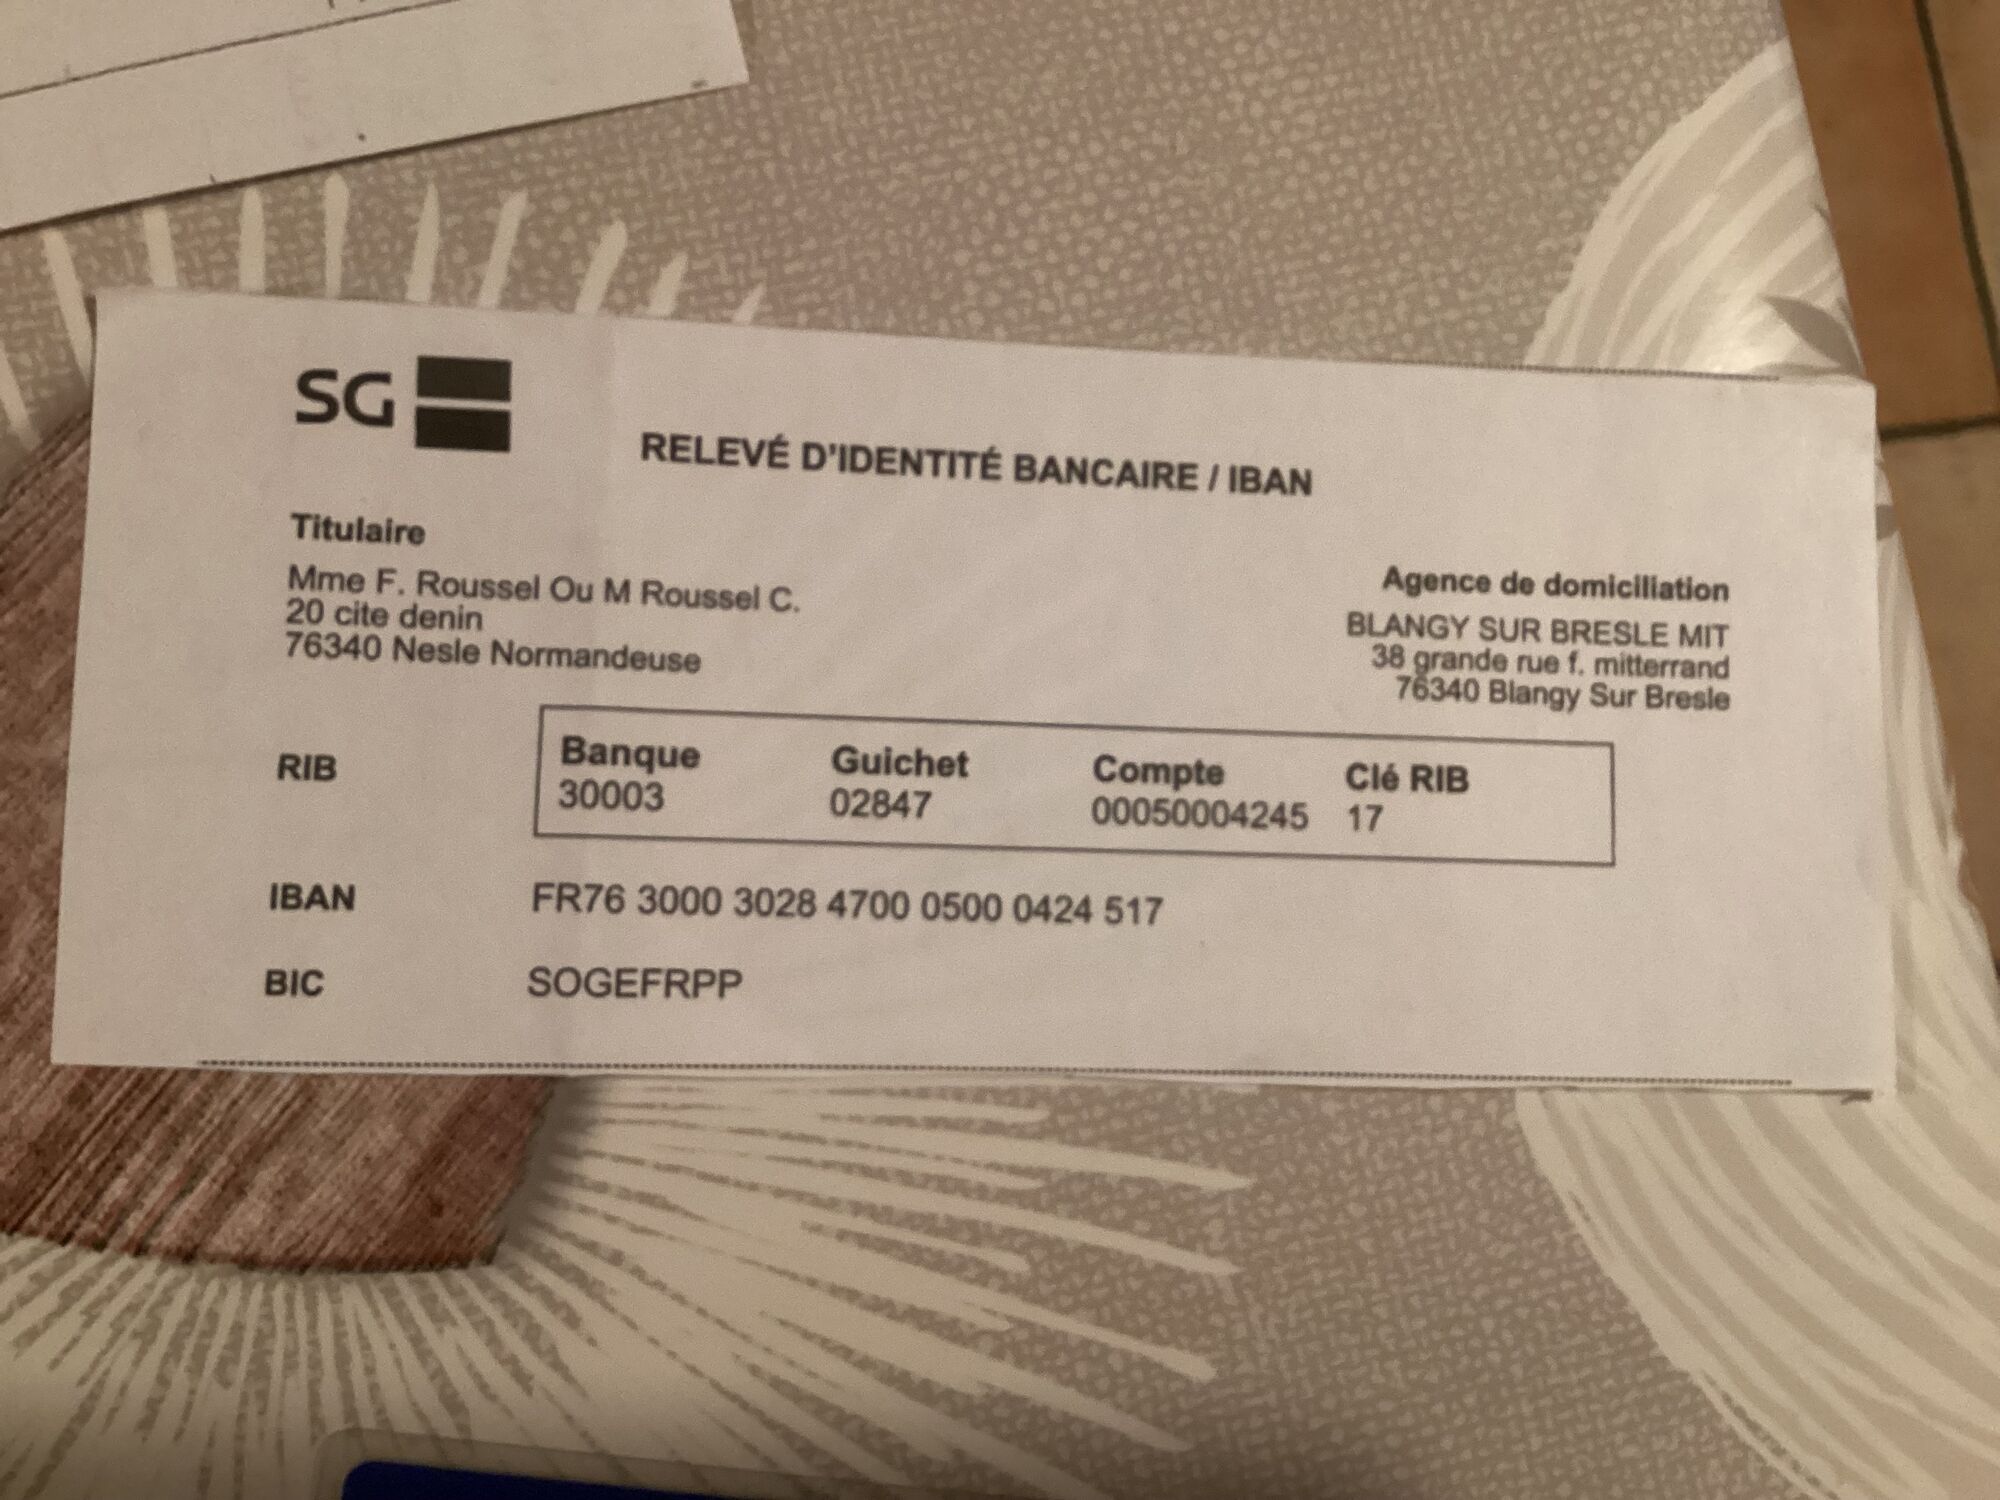 SG
RELEVÉ D'IDENTITÉ BANCAIRE / IBAN
Titulaire
Mme F. Roussel Ou M Roussel C.
20 cite denin
76340 Nesle Normandeuse
Agence de domiciliation
BLANGY SUR BRESLE MIT
38 grande rue f. mitterrand
76340 Blangy Sur Bresle
RIB
Banque Guichet Compte Clé RIB
30003 02847 00050004245 17
IBAN FR76 3000 3028 4700 0500 0424 517
BIC SOGEFRPP